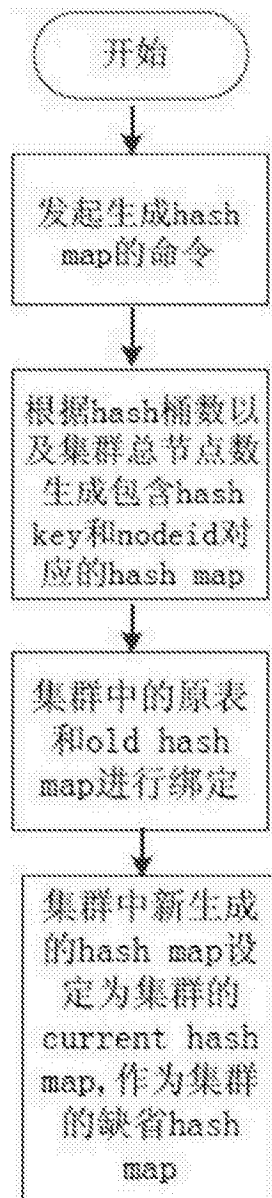 开始
发起生成hash
map的命令
根据hash桶数以
及集群总节点数
生成包含hash
key和nodeid对
应的hash map
集群中的原表
和old hash
map进行绑定
集群中新生成
的hash map设
定为集群的
current hash
map,作为集群
的缺省hash
map